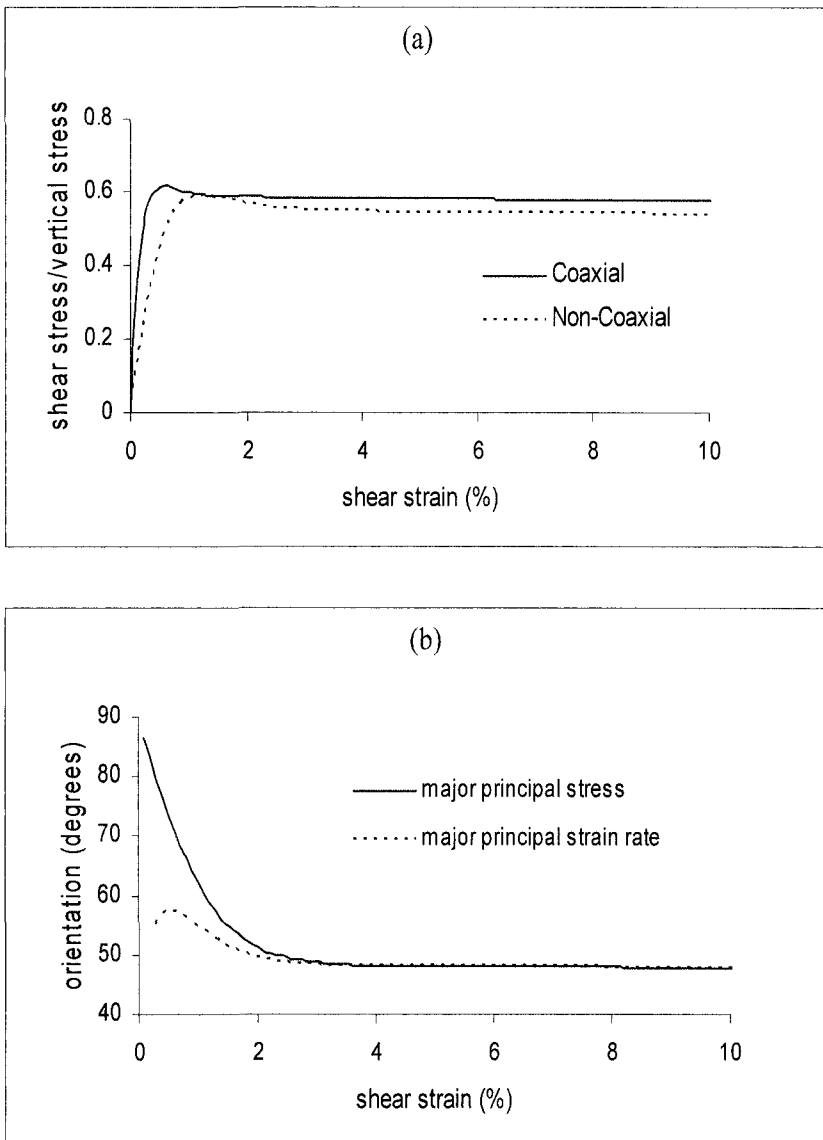 (a)
shear stress/vertical stress
0.8
0.6
0.4
0.2
0
Coaxial
Non-Coaxial
0 2 4 6 8 10
shear strain (%)
(b)
orientation (degrees)
90
80
70
60
50
40
major principal stress
major principal strain rate
0 2 4 6 8 10
shear strain (%)